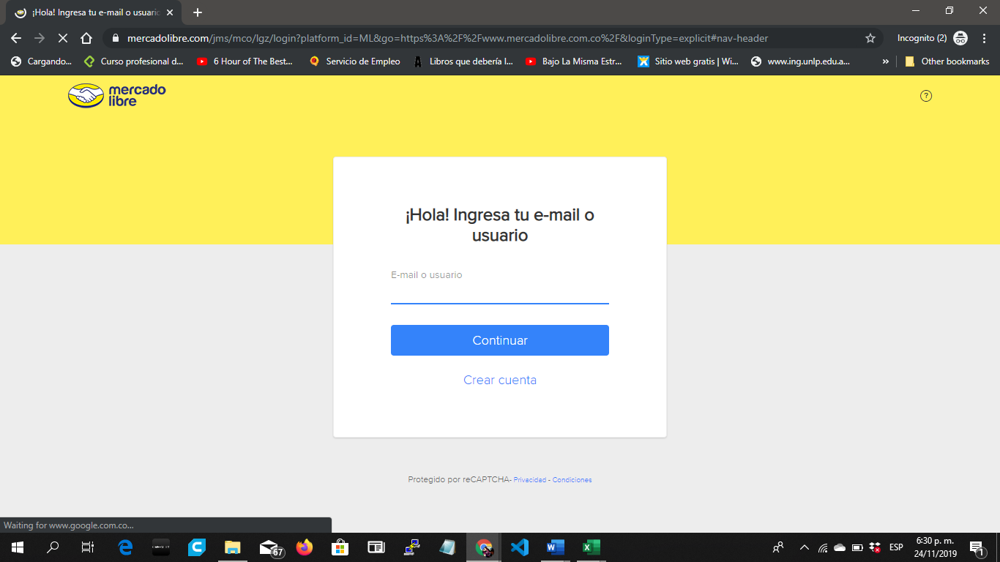 ¡Hola! Ingresa tu e-mail o usuario
mercadolibre.com/jms/mco/lgz/login?platform_id=ML&go=https%3A%2F%2Fwww.mercadolibre.com.co%2F&loginType=explicit#nav-header
Incognito (2)
Cargando... Curso profesional d... 6 Hour of The Best... Servicio de Empleo Libros que debería l... Bajo La Misma Estr... Sitio web gratis | Wi... www.ing.unlp.edu.a... » Other bookmarks
mercado
libre
?
¡Hola! Ingresa tu e-mail o
usuario
E-mail o usuario
Continuar
Crear cuenta
Protegido por reCAPTCHA- Privacidad - Condiciones
Waiting for www.google.com.co...
67
ESP
6:30 p. m.
24/11/2019
1